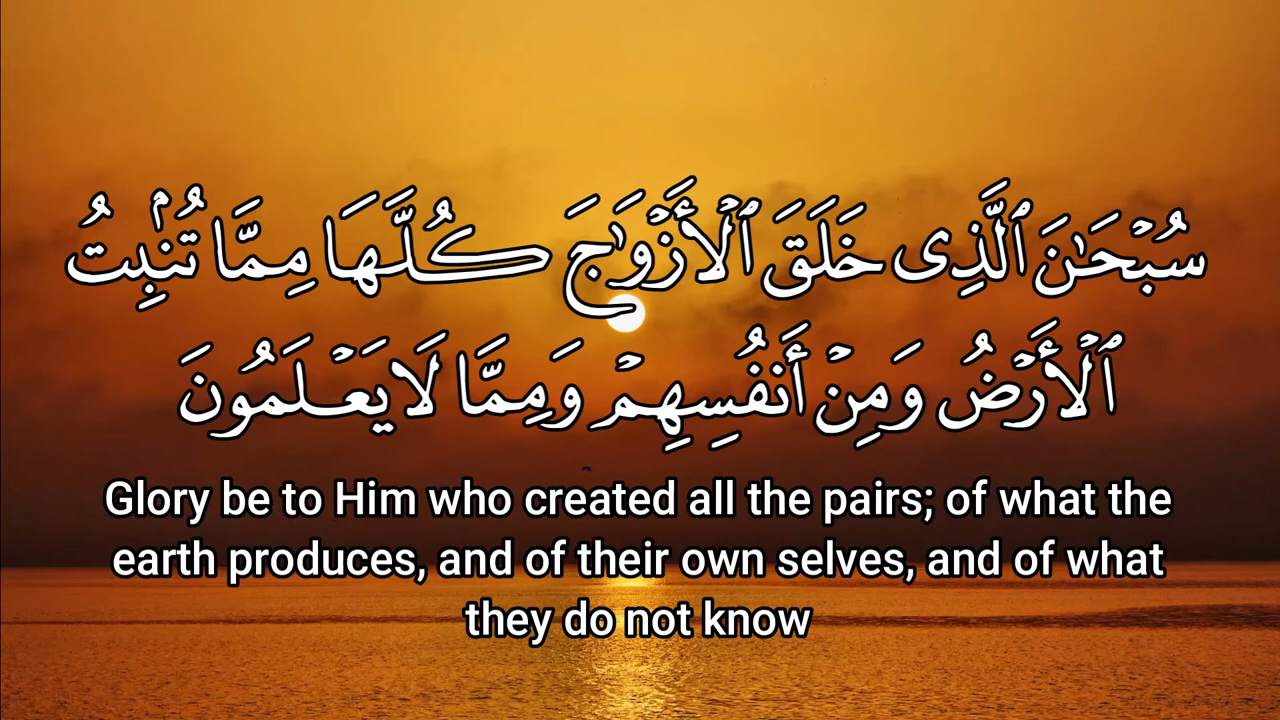 سُبْحَٰنَ ٱلَّذِى خَلَقَ ٱلْأَزْوَٰجَ كُلَّهَا مِمَّا تُنۢبِتُ
ٱلْأَرْضُ وَمِنْ أَنفُسِهِمْ وَمِمَّا لَا يَعْلَمُونَ
Glory be to Him who created all the pairs; of what the
earth produces, and of their own selves, and of what
they do not know